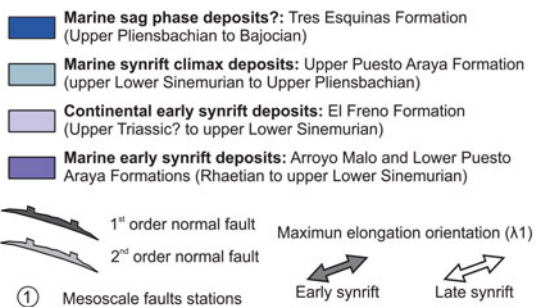 Marine sag phase deposits?: Tres Esquinas Formation
(Upper Pliensbachian to Bajocian)
Marine synrift climax deposits: Upper Puesto Araya Formation
(upper Lower Sinemurian to Upper Pliensbachian)
Continental early synrift deposits: El Freno Formation
(Upper Triassic? to upper Lower Sinemurian)
Marine early synrift deposits: Arroyo Malo and Lower Puesto
Araya Formations (Rhaetian to upper Lower Sinemurian)
1st order normal fault
2nd order normal fault
Maximun elongation orientation (λ1)
Early synrift
Late synrift
1 Mesoscale faults stations